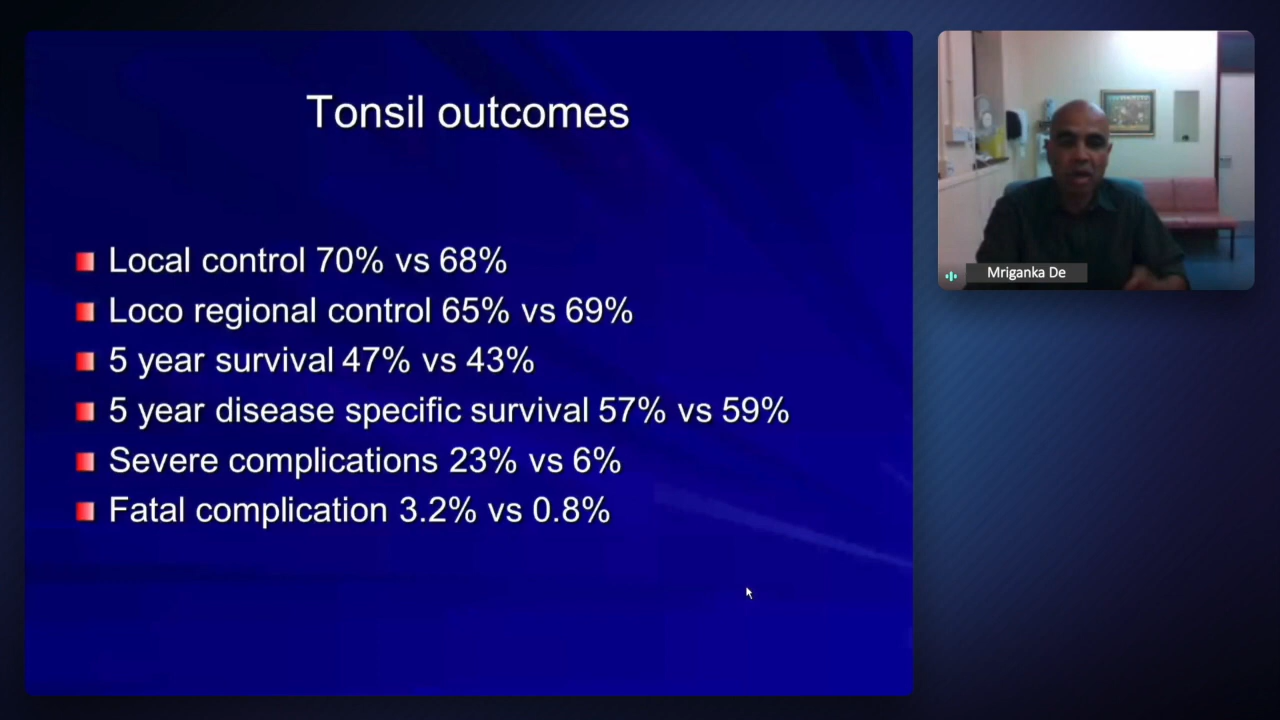 Tonsil outcomes
Local control 70% vs 68%
Loco regional control 65% vs 69%
5 year survival 47% vs 43%
5 year disease specific survival 57% vs 59%
Severe complications 23% vs 6%
Fatal complication 3.2% vs 0.8%
Mriganka De